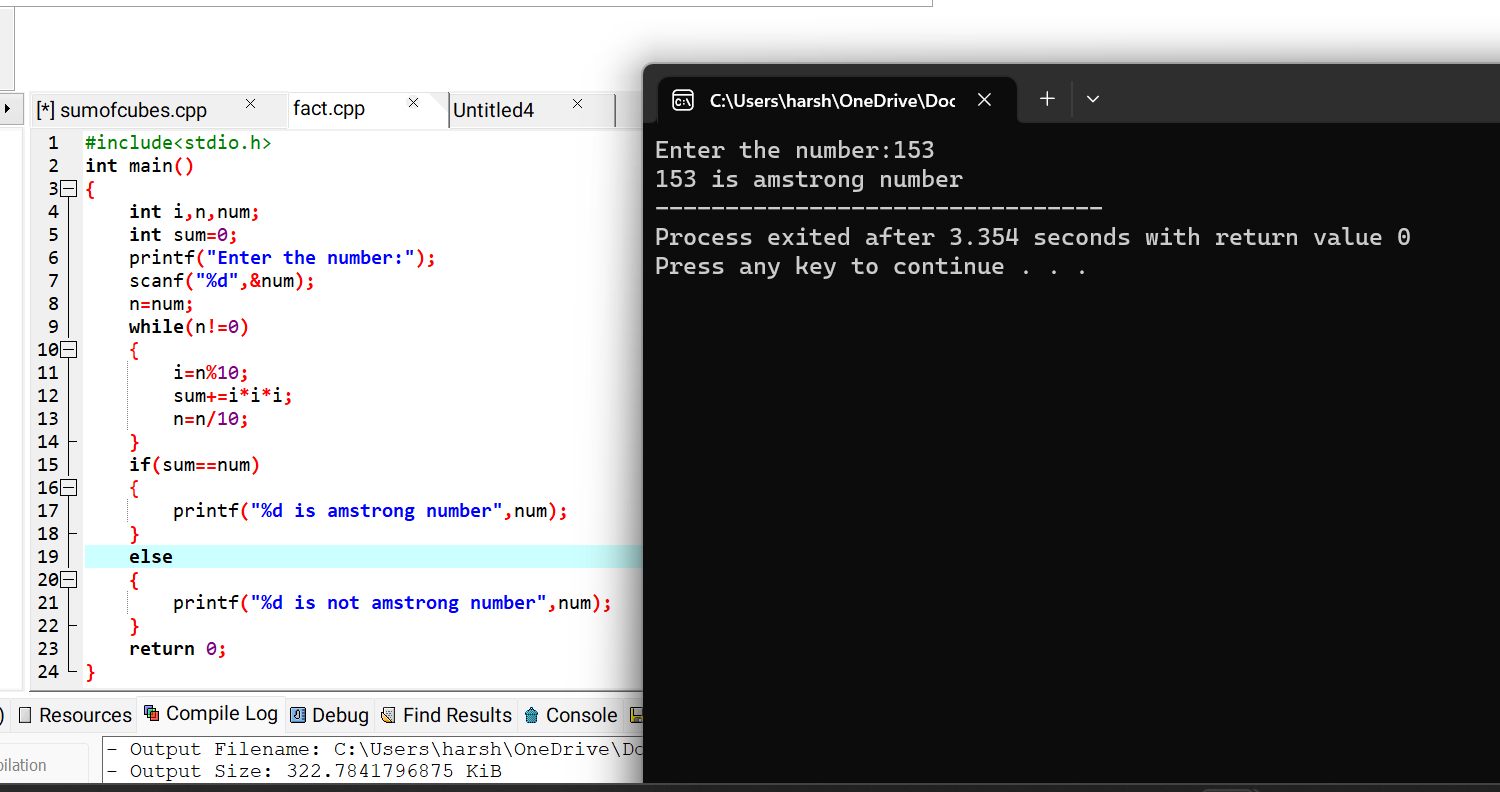 [*] sumofcubes.cpp
fact.cpp
Untitled4
1 #include<stdio.h>
2 int main()
3 {
4 int i,n,num;
5 int sum=0;
6 printf("Enter the number:");
7 scanf("%d",&num);
8 n=num;
9 while(n!=0)
10 {
11 i=n%10;
12 sum+=i*i*i;
13 n=n/10;
14 }
15 if(sum==num)
16 {
17 printf("%d is amstrong number",num);
18 }
19 else
20 {
21 printf("%d is not amstrong number",num);
22 }
23 return 0;
24 }
) Resources Compile Log Debug Find Results Console
- Output Filename: C:\Users\harsh\OneDrive\Do
- Output Size: 322.7841796875 KiB
C:\Users\harsh\OneDrive\Doc
Enter the number:153
153 is amstrong number
--------------------------------
Process exited after 3.354 seconds with return value 0
Press any key to continue . . .